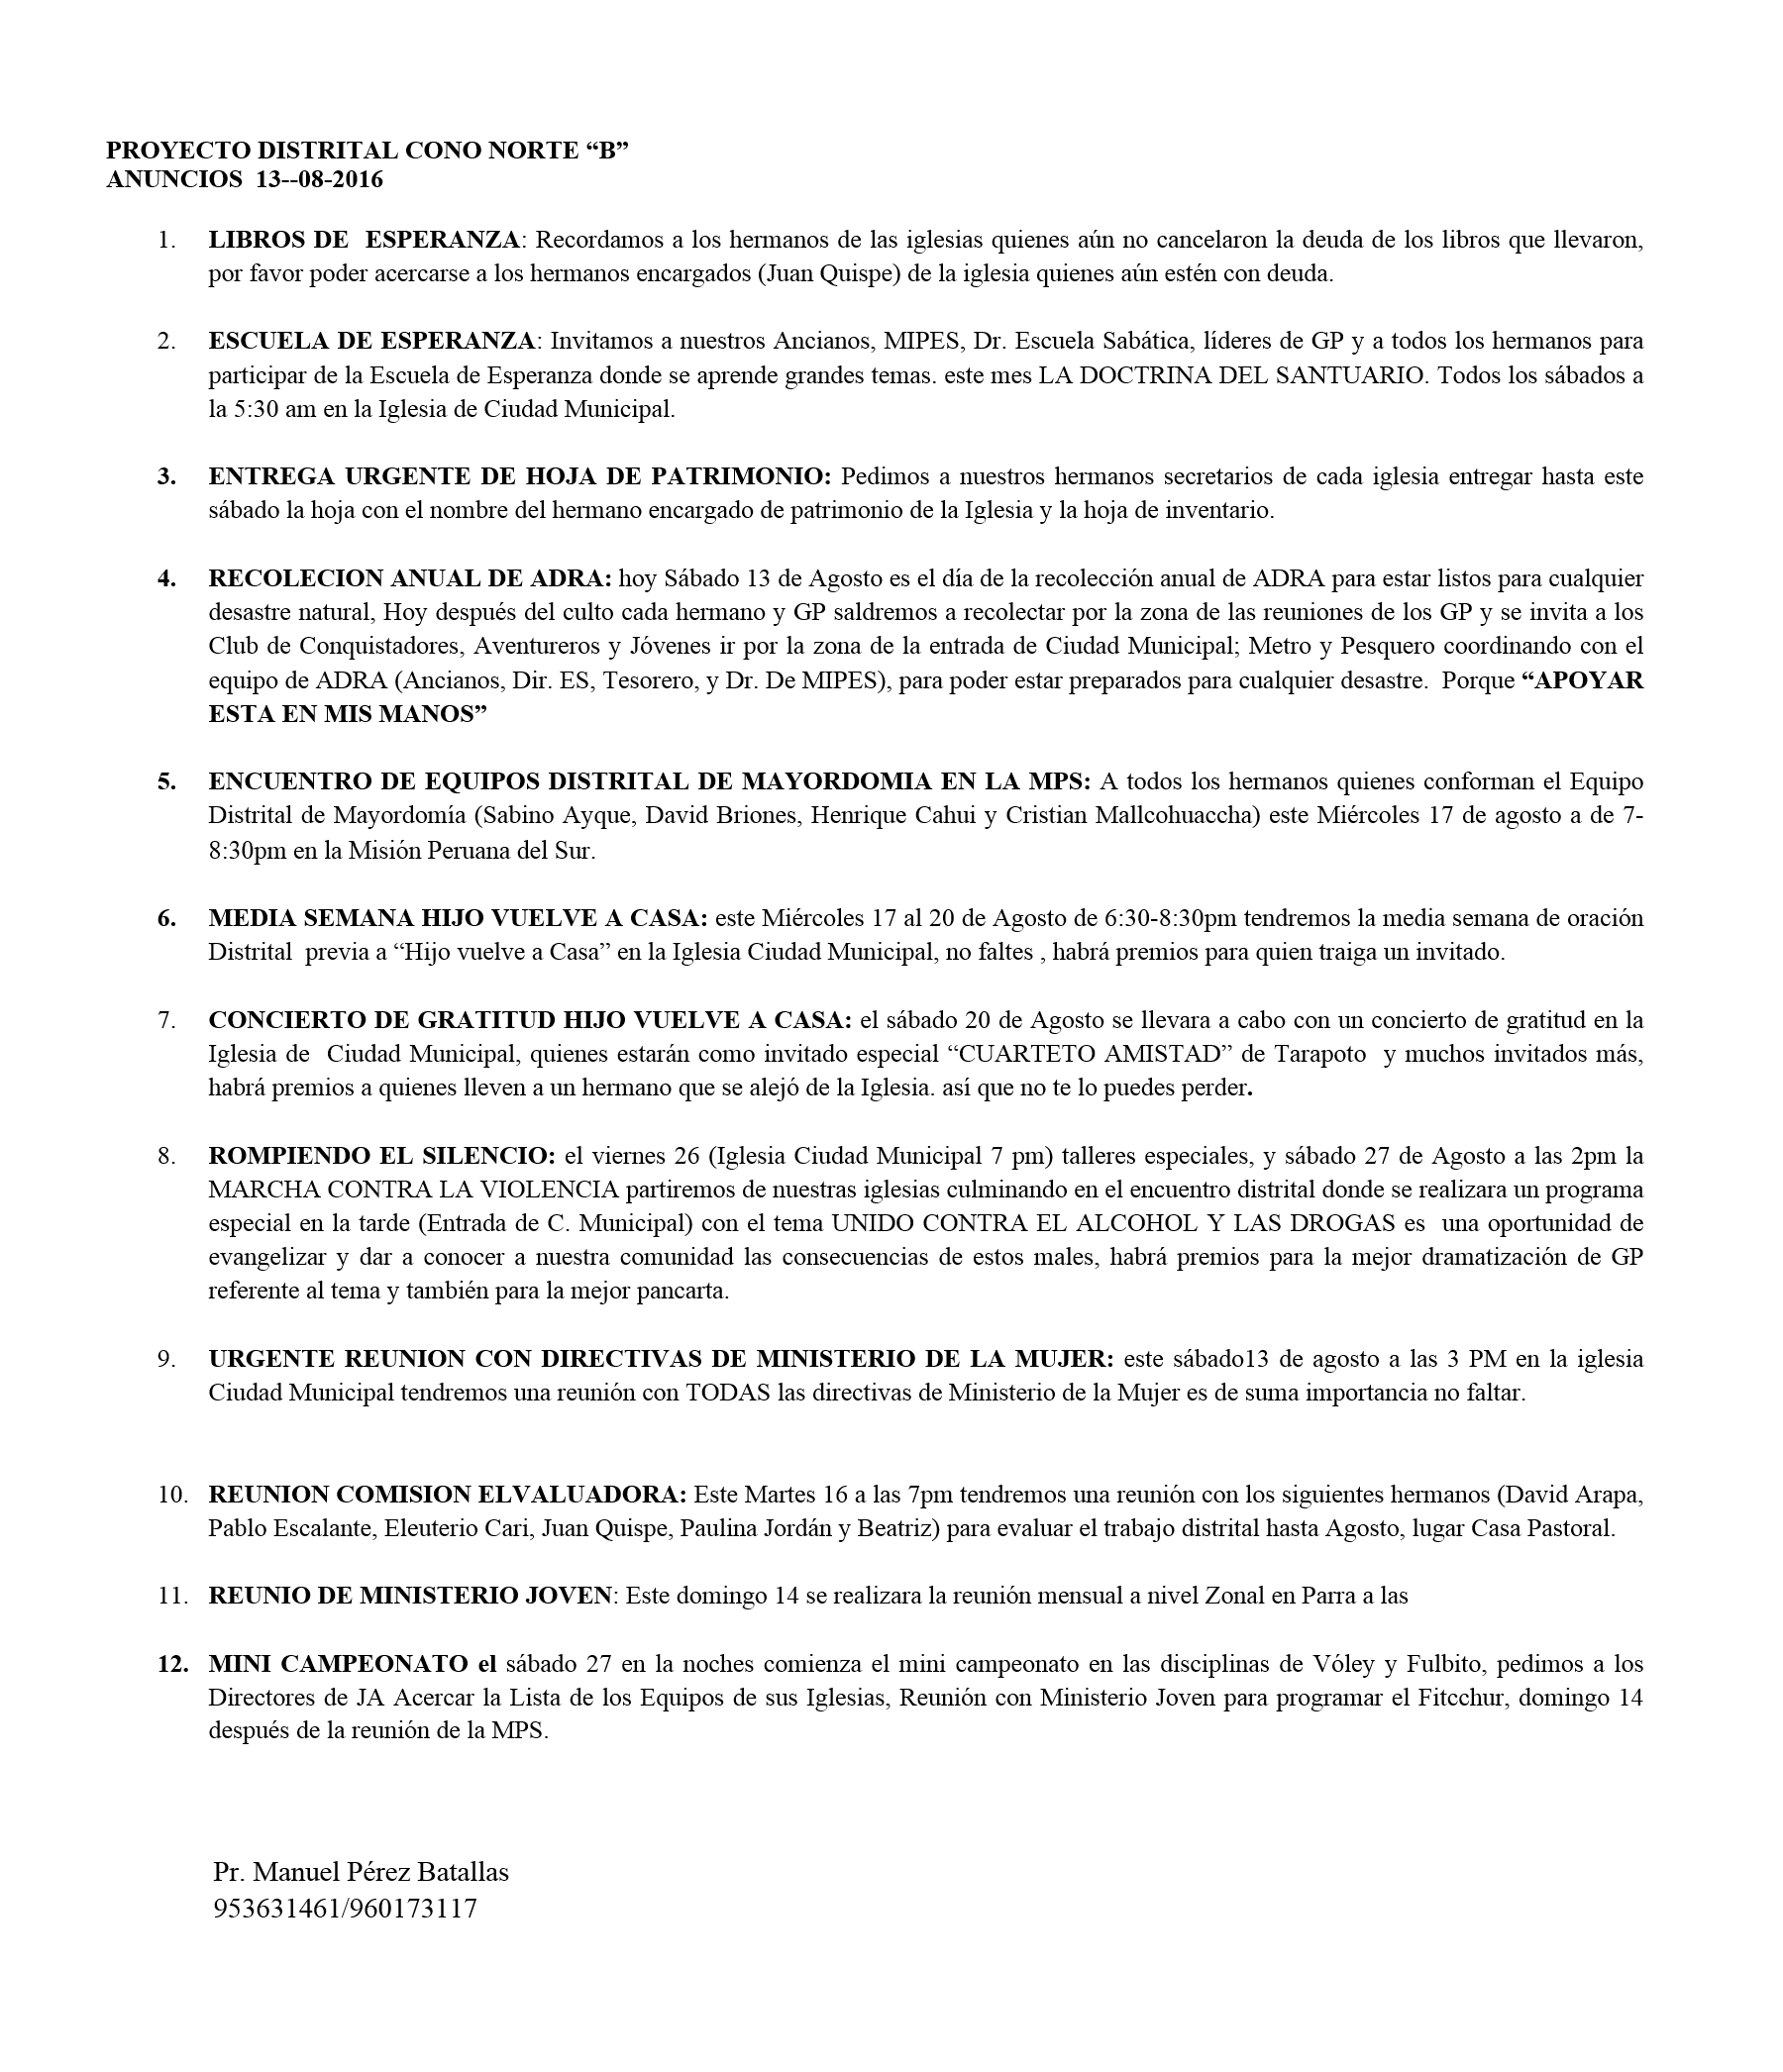 PROYECTO DISTRITAL CONO NORTE “B”
ANUNCIOS  13--08-2016
1. LIBROS DE  ESPERANZA: Recordamos a los hermanos de las iglesias quienes aún no cancelaron la deuda de los libros que llevaron,
por favor poder acercarse a los hermanos encargados (Juan Quispe) de la iglesia quienes aún estén con deuda.
2. ESCUELA DE ESPERANZA: Invitamos a nuestros Ancianos, MIPES, Dr. Escuela Sabática, líderes de GP y a todos los hermanos para
participar de la Escuela de Esperanza donde se aprende grandes temas. este mes LA DOCTRINA DEL SANTUARIO. Todos los sábados a
la 5:30 am en la Iglesia de Ciudad Municipal.
3. ENTREGA URGENTE DE HOJA DE PATRIMONIO: Pedimos a nuestros hermanos secretarios de cada iglesia entregar hasta este
sábado la hoja con el nombre del hermano encargado de patrimonio de la Iglesia y la hoja de inventario.
4. RECOLECION ANUAL DE ADRA: hoy Sábado 13 de Agosto es el día de la recolección anual de ADRA para estar listos para cualquier
desastre natural, Hoy después del culto cada hermano y GP saldremos a recolectar por la zona de las reuniones de los GP y se invita a los
Club de Conquistadores, Aventureros y Jóvenes ir por la zona de la entrada de Ciudad Municipal; Metro y Pesquero coordinando con el
equipo de ADRA (Ancianos, Dir. ES, Tesorero, y Dr. De MIPES), para poder estar preparados para cualquier desastre.  Porque “APOYAR
ESTA EN MIS MANOS”
5. ENCUENTRO DE EQUIPOS DISTRITAL DE MAYORDOMIA EN LA MPS: A todos los hermanos quienes conforman el Equipo
Distrital de Mayordomía (Sabino Ayque, David Briones, Henrique Cahui y Cristian Mallcohuaccha) este Miércoles 17 de agosto a de 7-
8:30pm en la Misión Peruana del Sur.
6. MEDIA SEMANA HIJO VUELVE A CASA: este Miércoles 17 al 20 de Agosto de 6:30-8:30pm tendremos la media semana de oración
Distrital  previa a “Hijo vuelve a Casa” en la Iglesia Ciudad Municipal, no faltes , habrá premios para quien traiga un invitado.
7. CONCIERTO DE GRATITUD HIJO VUELVE A CASA: el sábado 20 de Agosto se llevara a cabo con un concierto de gratitud en la
Iglesia de  Ciudad Municipal, quienes estarán como invitado especial “CUARTETO AMISTAD” de Tarapoto  y muchos invitados más,
habrá premios a quienes lleven a un hermano que se alejó de la Iglesia. así que no te lo puedes perder.
8. ROMPIENDO EL SILENCIO: el viernes 26 (Iglesia Ciudad Municipal 7 pm) talleres especiales, y sábado 27 de Agosto a las 2pm la
MARCHA CONTRA LA VIOLENCIA partiremos de nuestras iglesias culminando en el encuentro distrital donde se realizara un programa
especial en la tarde (Entrada de C. Municipal) con el tema UNIDO CONTRA EL ALCOHOL Y LAS DROGAS es  una oportunidad de
evangelizar y dar a conocer a nuestra comunidad las consecuencias de estos males, habrá premios para la mejor dramatización de GP
referente al tema y también para la mejor pancarta.
9. URGENTE REUNION CON DIRECTIVAS DE MINISTERIO DE LA MUJER: este sábado13 de agosto a las 3 PM en la iglesia
Ciudad Municipal tendremos una reunión con TODAS las directivas de Ministerio de la Mujer es de suma importancia no faltar.
10. REUNION COMISION ELVALUADORA: Este Martes 16 a las 7pm tendremos una reunión con los siguientes hermanos (David Arapa,
Pablo Escalante, Eleuterio Cari, Juan Quispe, Paulina Jordán y Beatriz) para evaluar el trabajo distrital hasta Agosto, lugar Casa Pastoral.
11. REUNIO DE MINISTERIO JOVEN: Este domingo 14 se realizara la reunión mensual a nivel Zonal en Parra a las
12. MINI CAMPEONATO el sábado 27 en la noches comienza el mini campeonato en las disciplinas de Vóley y Fulbito, pedimos a los
Directores de JA Acercar la Lista de los Equipos de sus Iglesias, Reunión con Ministerio Joven para programar el Fitcchur, domingo 14
después de la reunión de la MPS.
Pr. Manuel Pérez Batallas
953631461/960173117